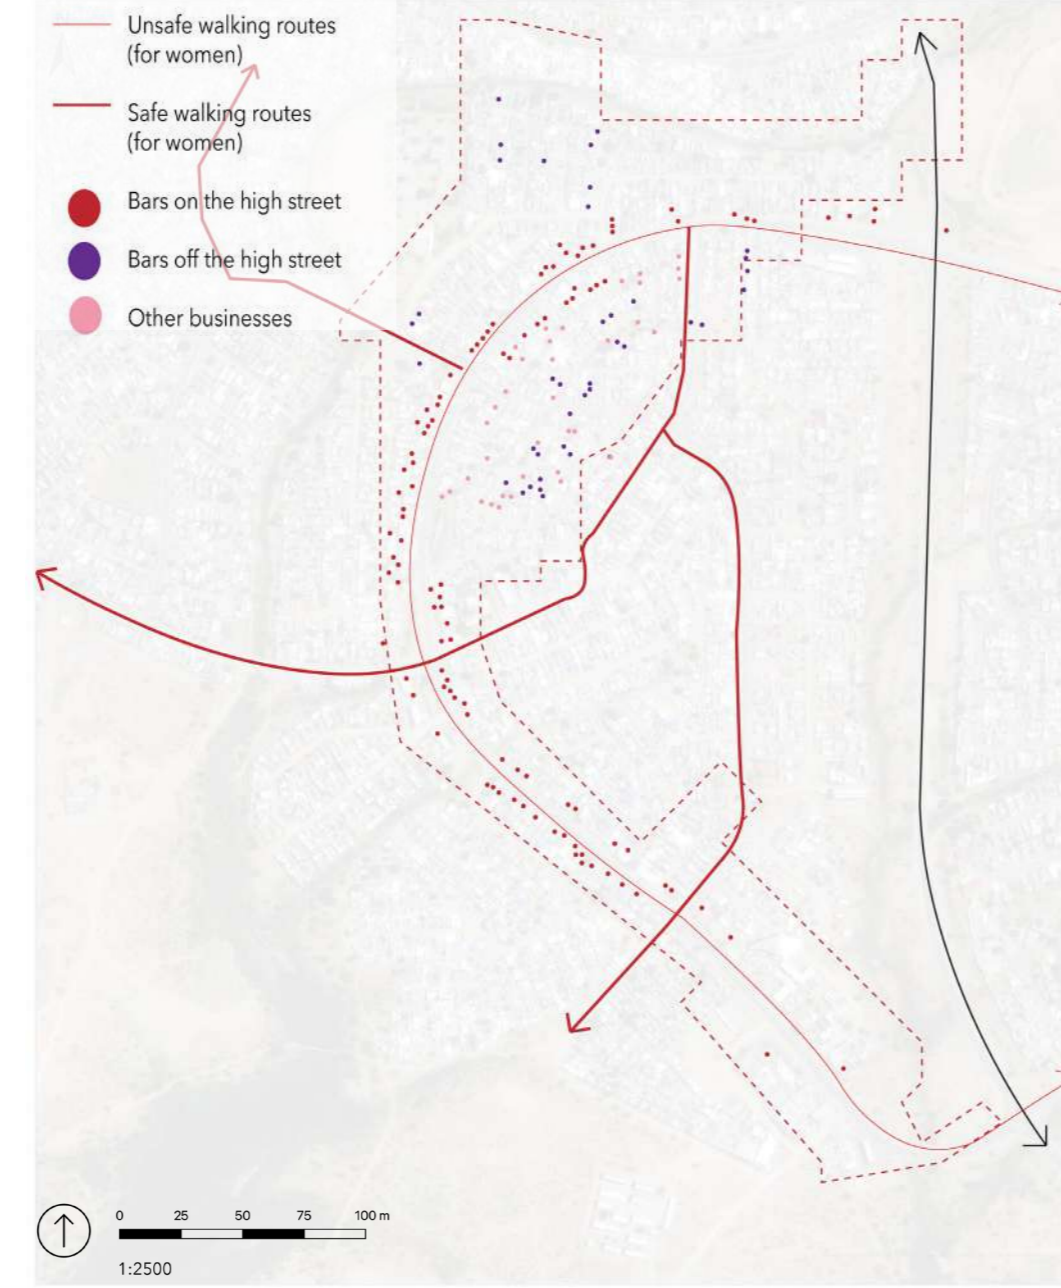 Unsafe walking routes
(for women)
Safe walking routes
(for women)
Bars on the high street
Bars off the high street
Other businesses
0 25 50 75 100 m
1:2500